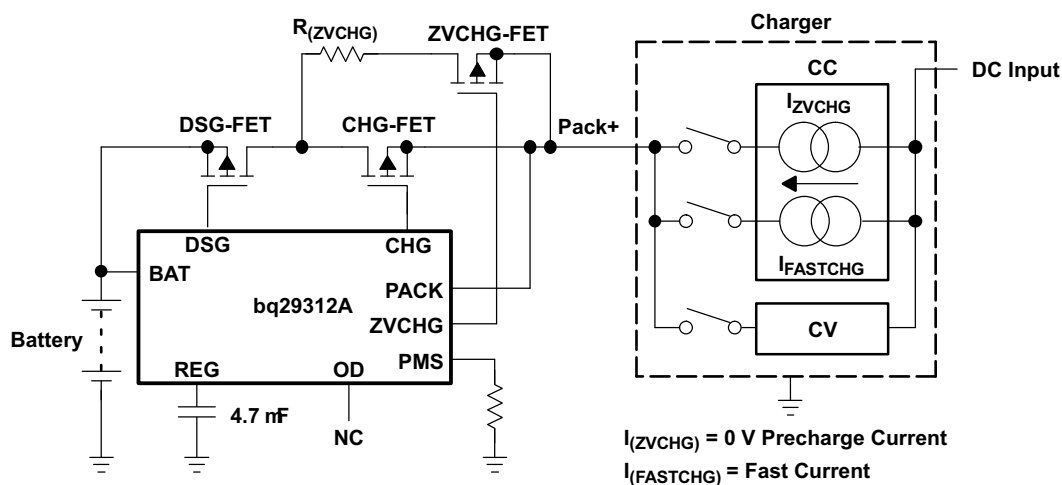 R(ZVCHG)
ZVCHG-FET
Charger
CC
DC Input
IZVCHG
DSG-FET
CHG-FET
Pack+
DSG
CHG
BAT
IFASTCHG
PACK
bq29312A
ZVCHG
CV
Battery
PMS
REG
OD
4.7 mF
NC
I(ZVCHG) = 0 V Precharge Current
I(FASTCHG) = Fast Current